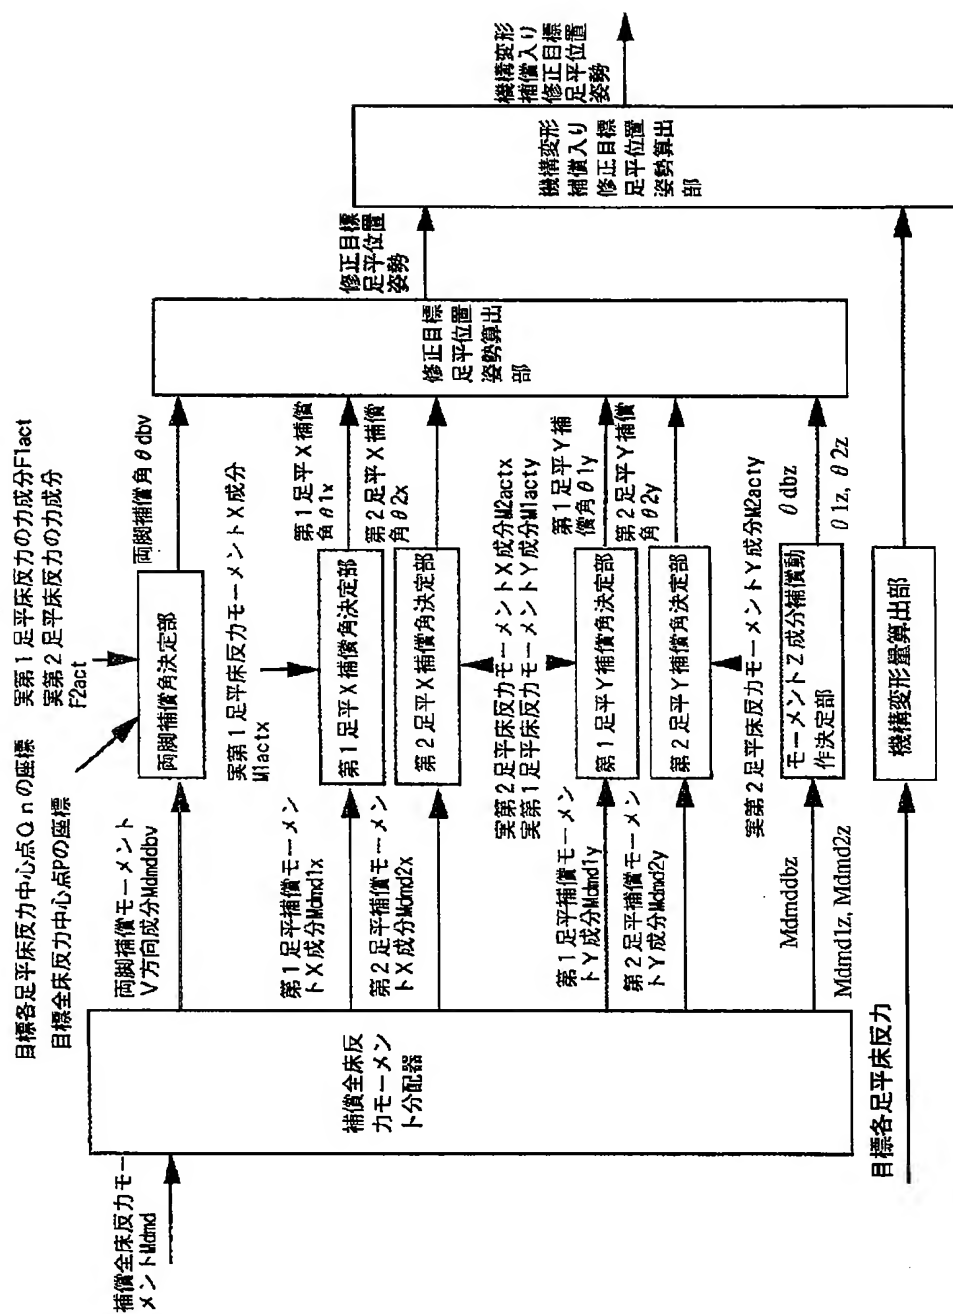 補償全床反力モー
メントMdmd
補償全床反
力モーメン
ト分配器
目標各足平床反力中心点Qnの座標
目標全床反力中心点Pの座標
実第1足平床反力の力成分F1act
実第2足平床反力の力成分
F2act
両脚補償モーメント
V方向成分Mdmddbv
両脚補償角決定部
両脚補償角θdbv
実第1足平床反力モーメントX成分
M1actx
第1足平補償モーメン
トX成分Mdmd1x
第1足平X補償角決定部
第1足平X補償
角θ1x
第2足平補償モーメン
トX成分Mdmd2x
第2足平X補償角決定部
第2足平X補償
角θ2x
実第2足平床反力モーメントX成分M2actx
実第1足平床反力モーメントY成分M1acty
第1足平補償モーメン
トY成分Mdmd1y
第1足平Y補償角決定部
第1足平Y補
償角θ1y
第2足平補償モーメン
トY成分Mdmd2y
第2足平Y補償角決定部
第2足平Y補償
角θ2y
実第2足平床反力モーメントY成分M2acty
Mdmddbz
Mdmd1z, Mdmd2z
モーメントZ成分補償動
作決定部
θdbz
θ1z, θ2z
目標各足平床反力
機構変形量算出部
修正目標
足平位置
姿勢算出
部
修正目標
足平位置
姿勢
機構変形
補償入り
修正目標
足平位置
姿勢算出
部
機構変形
補償入り
修正目標
足平位置
姿勢